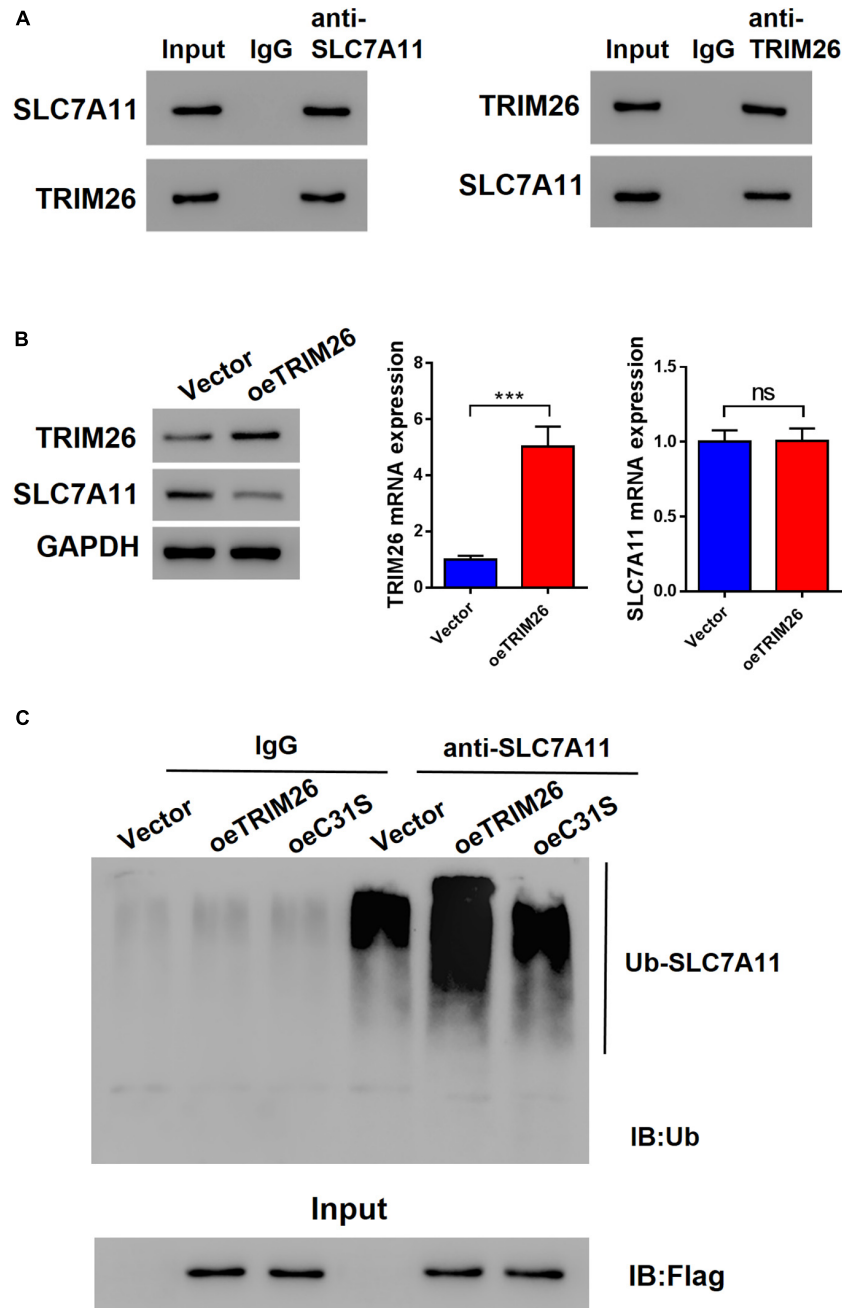 A
Input IgG anti-SLC7A11
SLC7A11
TRIM26
Input IgG anti-TRIM26
TRIM26
SLC7A11
B
Vector oeTRIM26
TRIM26
SLC7A11
GAPDH
TRIM26 mRNA expression
8
6
4
2
0
***
Vector oeTRIM26
SLC7A11 mRNA expression
1.5
1.0
0.5
0.0
ns
Vector oeTRIM26
C
IgG anti-SLC7A11
Vector oeTRIM26 oeC31S Vector oeTRIM26 oeC31S
Ub-SLC7A11
IB:Ub
Input
IB:Flag